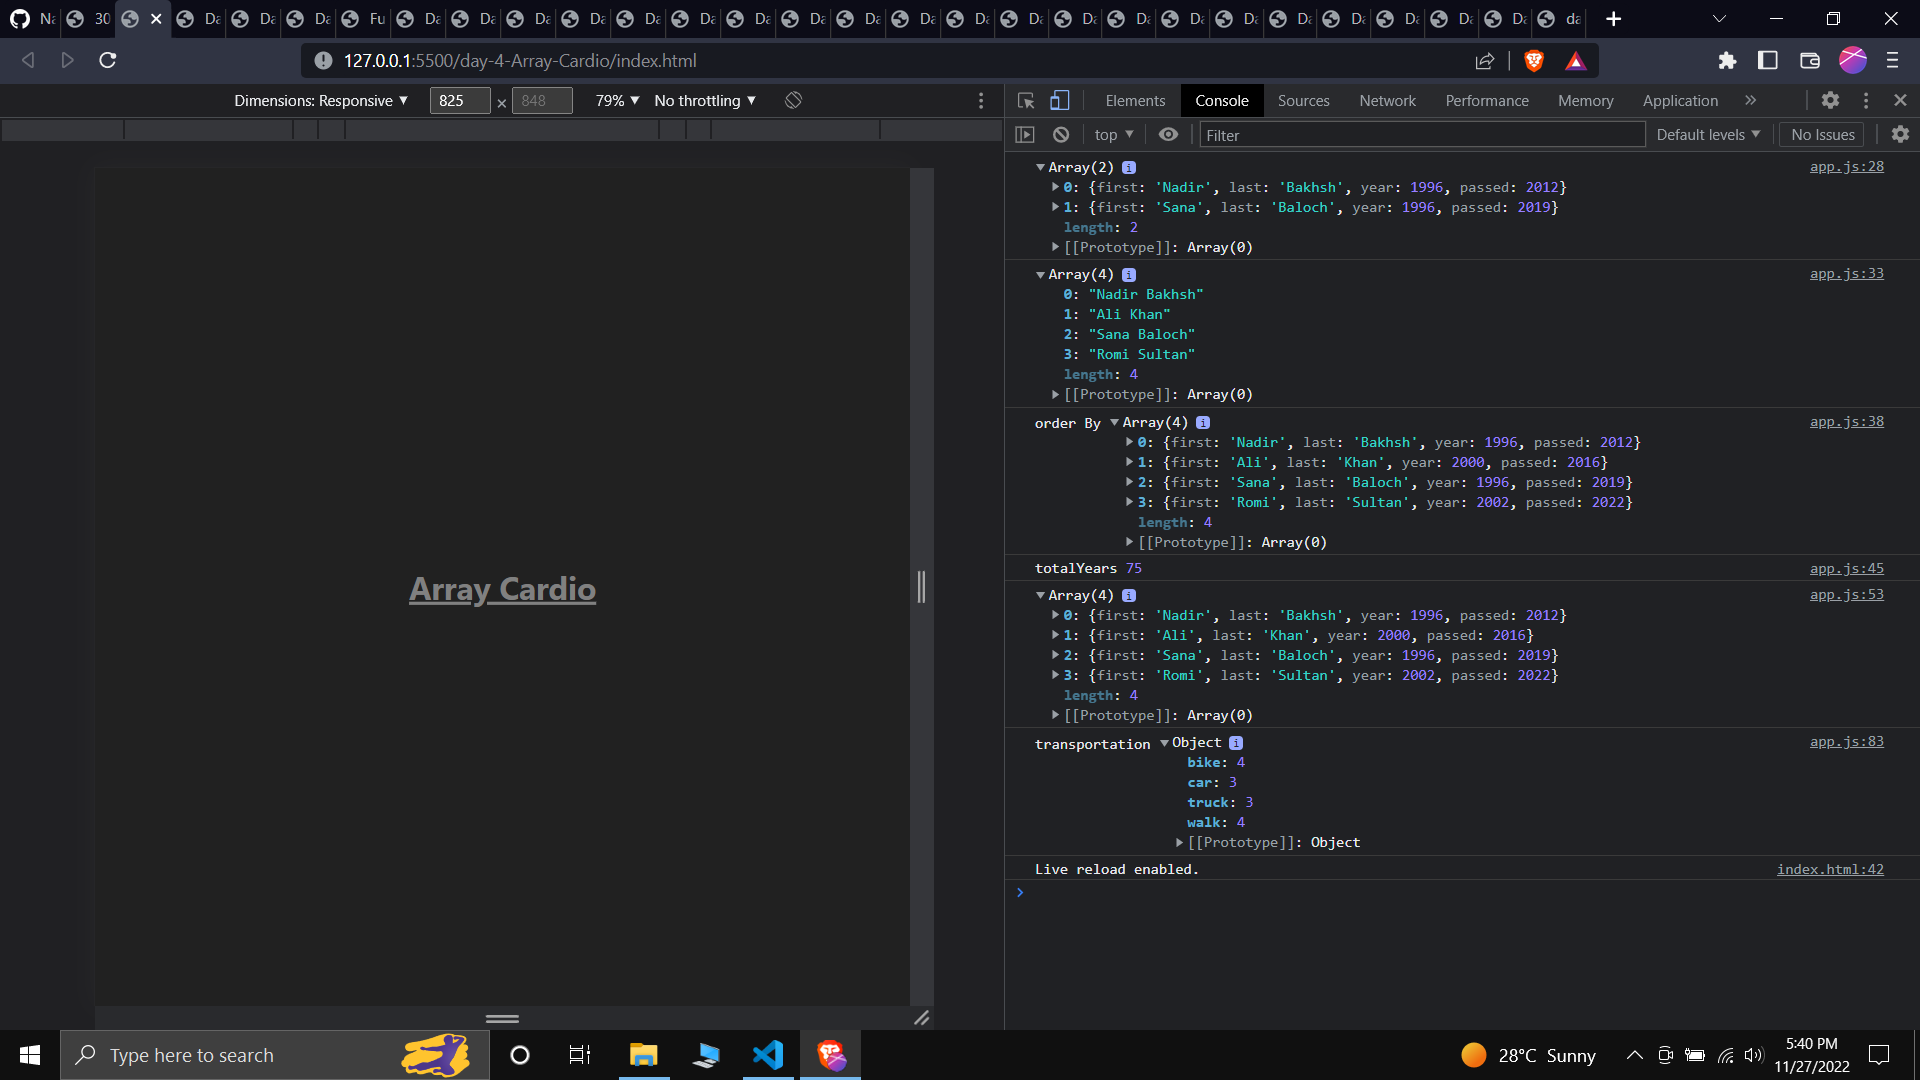 Na 30 Da Da Da Fu Da Da Da Da Da Da Da Da Da Da Da Da Da Da Da Da Da Da Da Da Da da
127.0.0.1:5500/day-4-Array-Cardio/index.html
Dimensions: Responsive ▼ 825 × 848 79% ▼ No throttling ▼
Elements Console Sources Network Performance Memory Application »
top ▼ Filter Default levels ▼ No Issues
Array(2) i app.js:28
0: {first: 'Nadir', last: 'Bakhsh', year: 1996, passed: 2012}
1: {first: 'Sana', last: 'Baloch', year: 1996, passed: 2019}
length: 2
[[Prototype]]: Array(0)
Array(4) i app.js:33
0: "Nadir Bakhsh"
1: "Ali Khan"
2: "Sana Baloch"
3: "Romi Sultan"
length: 4
[[Prototype]]: Array(0)
order By Array(4) i app.js:38
0: {first: 'Nadir', last: 'Bakhsh', year: 1996, passed: 2012}
1: {first: 'Ali', last: 'Khan', year: 2000, passed: 2016}
2: {first: 'Sana', last: 'Baloch', year: 1996, passed: 2019}
3: {first: 'Romi', last: 'Sultan', year: 2002, passed: 2022}
length: 4
[[Prototype]]: Array(0)
totalYears 75 app.js:45
Array(4) i app.js:53
0: {first: 'Nadir', last: 'Bakhsh', year: 1996, passed: 2012}
1: {first: 'Ali', last: 'Khan', year: 2000, passed: 2016}
2: {first: 'Sana', last: 'Baloch', year: 1996, passed: 2019}
3: {first: 'Romi', last: 'Sultan', year: 2002, passed: 2022}
length: 4
[[Prototype]]: Array(0)
transportation Object i app.js:83
bike: 4
car: 3
truck: 3
walk: 4
[[Prototype]]: Object
Live reload enabled. index.html:42
Array Cardio
Type here to search
28°C Sunny
5:40 PM
11/27/2022